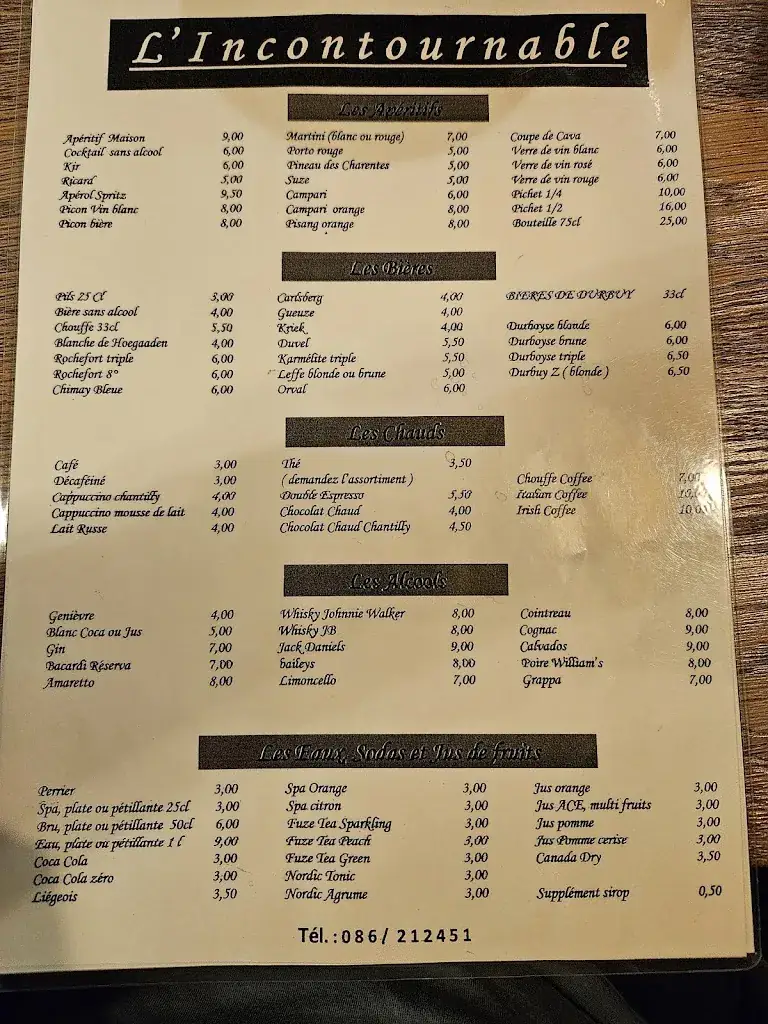 L'Incontournable
Les Apéritifs
Apéritif Maison 9,00 Martini (blanc ou rouge) 7,00 Coupe de Cava 7,00
Cocktail sans alcool 6,00 Porto rouge 5,00 Verre de vin blanc 6,00
Kir 6,00 Pineau des Charentes 5,00 Verre de vin rosé 6,00
Ricard 5,00 Suze 5,00 Verre de vin rouge 6,00
Apérol Spritz 9,50 Campari 6,00 Pichet 1/4 10,00
Picon Vin blanc 8,00 Campari orange 8,00 Pichet 1/2 16,00
Picon bière 8,00 Pisang orange 8,00 Bouteille 75cl 25,00
Les Bières
Pils 25 Cl 3,00 Carlsberg 4,00 BIERES DE DURBUY 33cl
Bière sans alcool 4,00 Gueuze 4,00
Chouffe 33cl 5,50 Kriek 4,00 Durboyse blonde 6,00
Blanche de Hoegaaden 4,00 Duvel 5,50 Durboyse brune 6,00
Rochefort triple 6,00 Karmélite triple 5,50 Durboyse triple 6,50
Rochefort 8° 6,00 Leffe blonde ou brune 5,00 Durbuy Z ( blonde ) 6,50
Chimay Bleue 6,00 Orval 6,00
Les Chauds
Café 3,00 Thé 3,50
Décaféiné 3,00 ( demandez l'assortiment ) Chouffe Coffee 7,00
Cappuccino chantilly 4,00 Double Espresso 5,50 Italian Coffee
Cappuccino mousse de lait 4,00 Chocolat Chaud 4,00 Irish Coffee
Lait Russe 4,00 Chocolat Chaud Chantilly 4,50
Les Alcools
Genièvre 4,00 Whisky Johnnie Walker 8,00 Cointreau 8,00
Blanc Coca ou Jus 5,00 Whisky JB 8,00 Cognac 9,00
Gin 7,00 Jack Daniels 9,00 Calvados 9,00
Bacardi Réserva 7,00 baileys 8,00 Poire William's 8,00
Amaretto 8,00 Limoncello 7,00 Grappa 7,00
Les Eaux, Sodas et Jus de fruits
Perrier 3,00 Spa Orange 3,00 Jus orange 3,00
Spa, plate ou pétillante 25cl 3,00 Spa citron 3,00 Jus ACE, multi fruits 3,00
Bru, plate ou pétillante 50cl 6,00 Fuze Tea Sparkling 3,00 Jus pomme 3,00
Eau, plate ou pétillante 1 l 9,00 Fuze Tea Peach 3,00 Jus Pomme cerise 3,00
Coca Cola 3,00 Fuze Tea Green 3,00 Canada Dry 3,50
Coca Cola zéro 3,00 Nordic Tonic 3,00
Liégeois 3,50 Nordic Agrume 3,00 Supplément sirop 0,50
Tél. : 086/ 212451